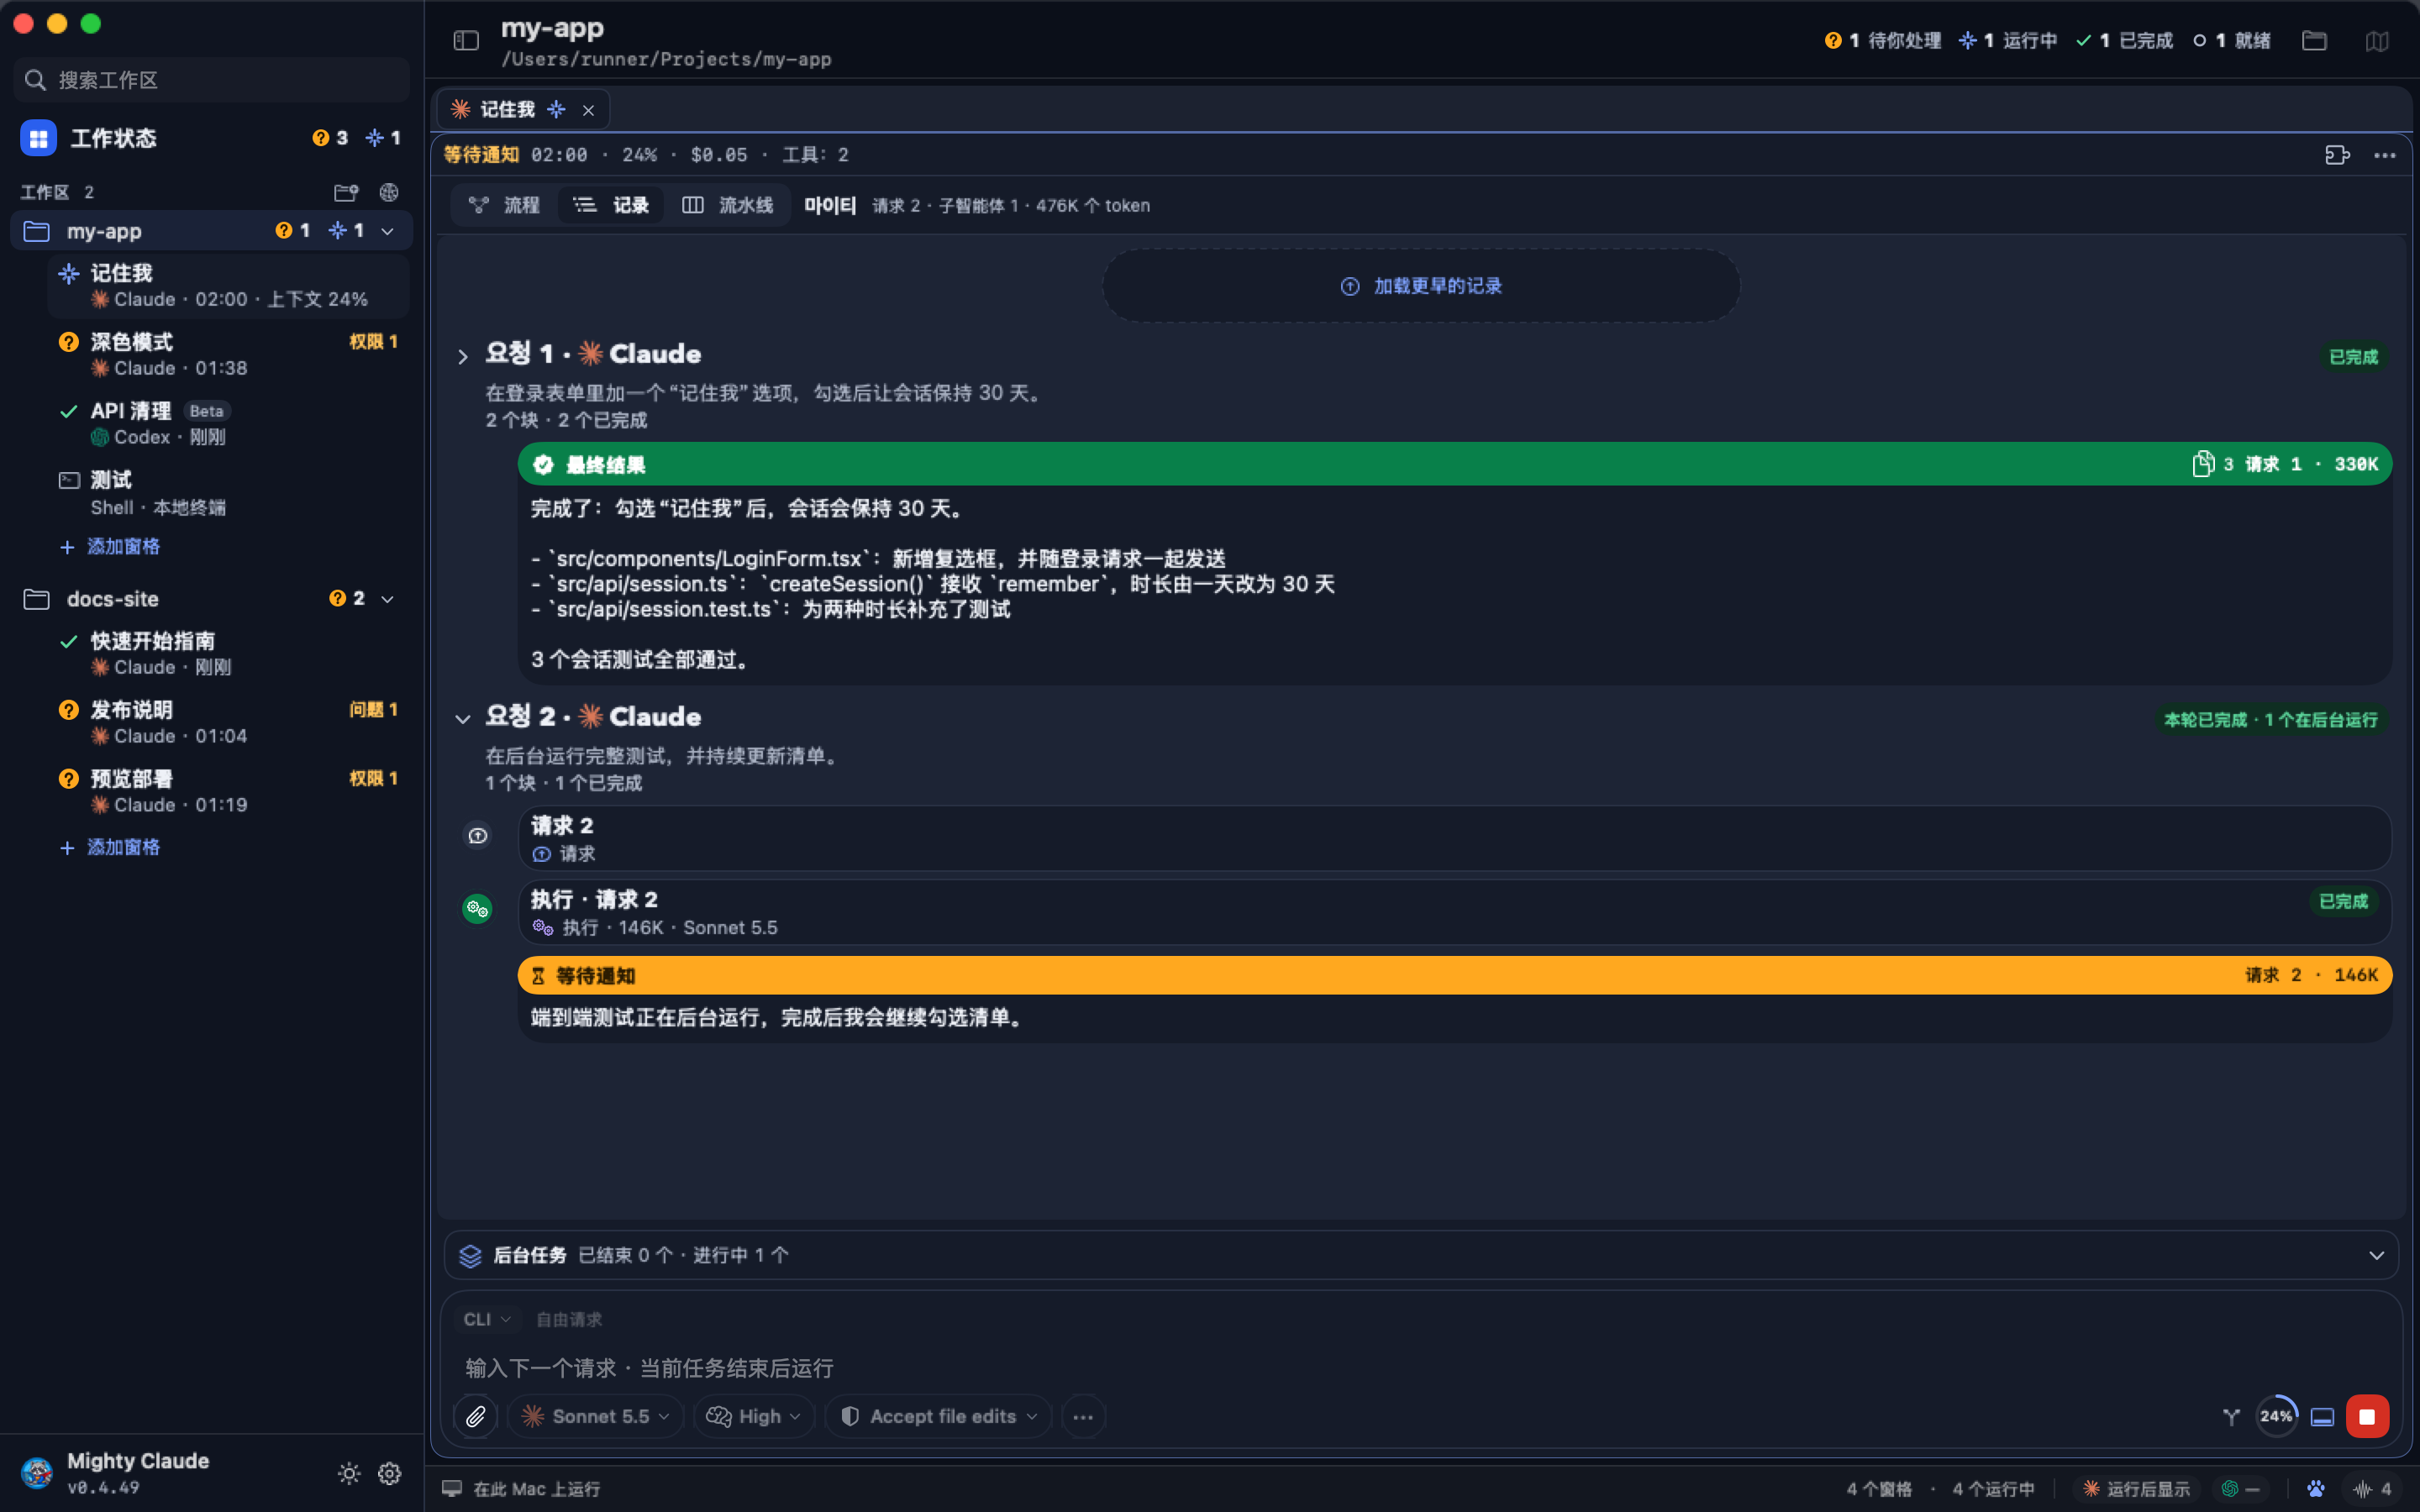 搜索工作区
工作状态 3 1
工作区 2
my-app 1 1
记住我
Claude · 02:00 · 上下文 24%
深色模式 权限 1
Claude · 01:38
API 清理 Beta
Codex · 刚刚
测试
Shell · 本地终端
+ 添加窗格
docs-site 2
快速开始指南
Claude · 刚刚
发布说明 问题 1
Claude · 01:04
预览部署 权限 1
Claude · 01:19
+ 添加窗格
Mighty Claude
v0.4.49
my-app
/Users/runner/Projects/my-app
1 待你处理 1 运行中 1 已完成 1 就绪
记住我
等待通知 02:00 · 24% · $0.05 · 工具: 2
流程 记录 流水线 마이티 请求 2 · 子智能体 1 · 476K 个 token
加载更早的记录
요청 1 · Claude 已完成
在登录表单里加一个“记住我”选项，勾选后让会话保持 30 天。
2 个块 · 2 个已完成
最终结果 3 请求 1 · 330K
完成了：勾选“记住我”后，会话会保持 30 天。
- `src/components/LoginForm.tsx`：新增复选框，并随登录请求一起发送
- `src/api/session.ts`：`createSession()` 接收 `remember`，时长由一天改为 30 天
- `src/api/session.test.ts`：为两种时长补充了测试
3 个会话测试全部通过。
요청 2 · Claude 本轮已完成 · 1 个在后台运行
在后台运行完整测试，并持续更新清单。
1 个块 · 1 个已完成
请求 2
请求
执行 · 请求 2 已完成
执行 · 146K · Sonnet 5.5
等待通知 请求 2 · 146K
端到端测试正在后台运行，完成后我会继续勾选清单。
后台任务 已结束 0 个 · 进行中 1 个
CLI 自由请求
输入下一个请求 · 当前任务结束后运行
Sonnet 5.5 High Accept file edits 24%
在此 Mac 上运行 4 个窗格 · 4 个运行中 运行后显示 — 4